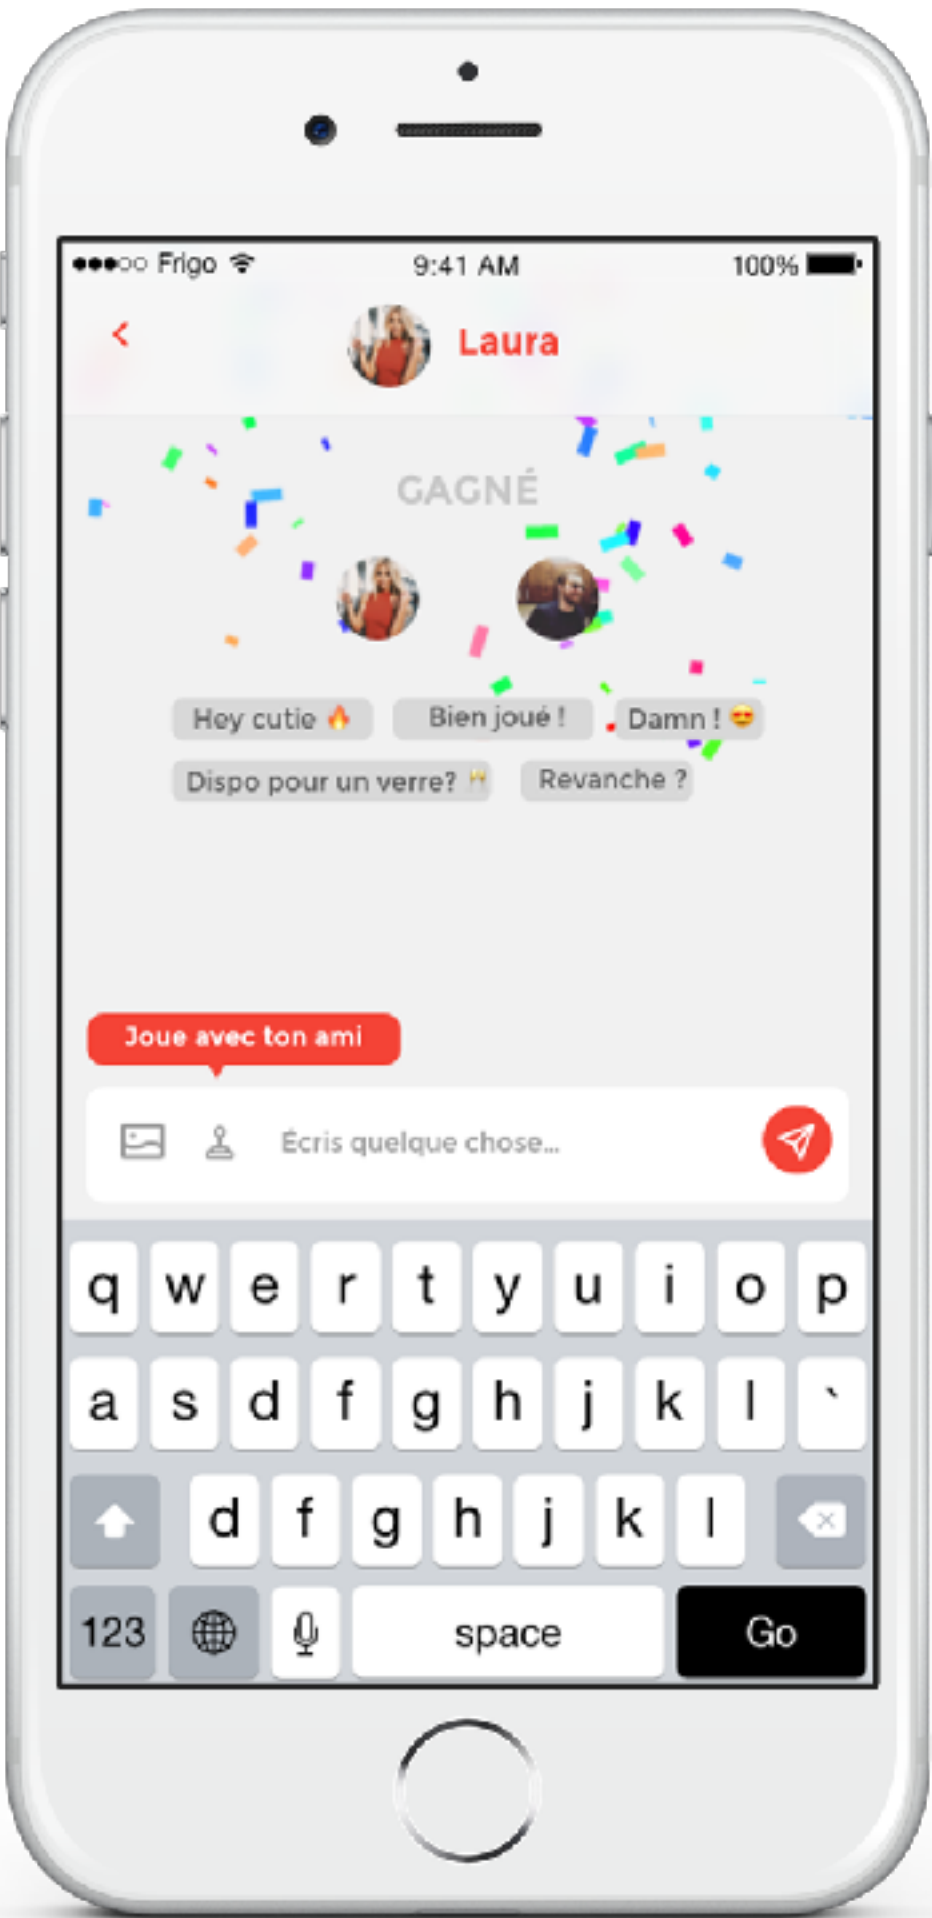 Frigo 9:41 AM 100%
Laura
GAGNÉ
Hey cutie 🔥 Bien joué ! Damn ! 😍
Dispo pour un verre? 🥂 Revanche ?
Joue avec ton ami
Écris quelque chose...
q w e r t y u i o p
a s d f g h j k l `
d f g h j k l
123 space Go